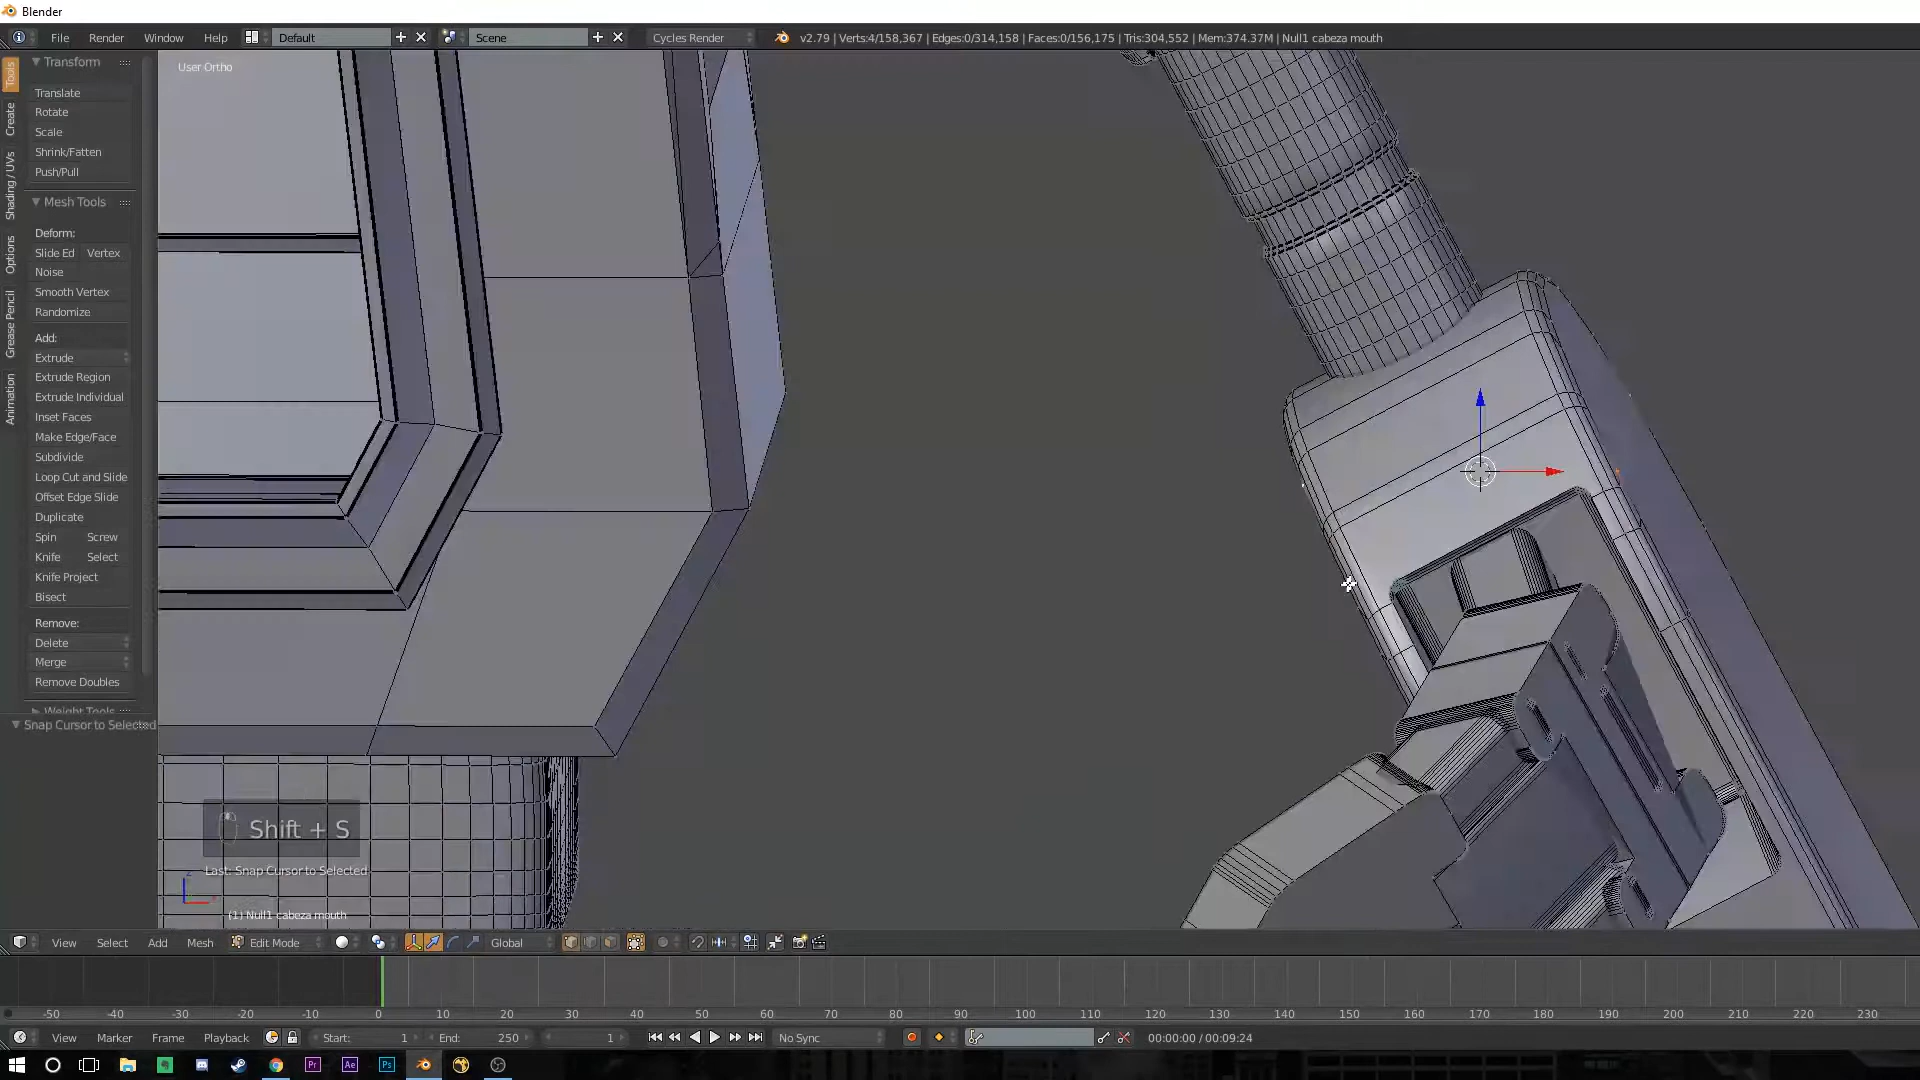 Blender
File Render Window Help Default Scene Cycles Render v2.79 | Verts:4/158,367 | Edges:0/314,158 | Faces:0/156,175 | Tris:304,552 | Mem:374.37M | Null1 cabeza mouth
Tools
Create
Shading / UVs
Options
Grease Pencil
Animation
Transform
Translate
Rotate
Scale
Shrink/Fatten
Push/Pull
Mesh Tools
Deform:
Slide Ed Vertex
Noise
Smooth Vertex
Randomize
Add:
Extrude
Extrude Region
Extrude Individual
Inset Faces
Make Edge/Face
Subdivide
Loop Cut and Slide
Offset Edge Slide
Duplicate
Spin Screw
Knife Select
Knife Project
Bisect
Remove:
Delete
Merge
Remove Doubles
Weight Tools
Snap Cursor to Selected
User Ortho
Shift + S
Last: Snap Cursor to Selected
z
(1) Null1 cabeza mouth
View Select Add Mesh Edit Mode Global
-50 -40 -30 -20 -10 0 10 20 30 40 50 60 70 80 90 100 110 120 130 140 150 160 170 180 190 200 210 220 230
View Marker Frame Playback Start: 1 End: 250 1 No Sync 00:00:00 / 00:09:24
Pr Ae Ps